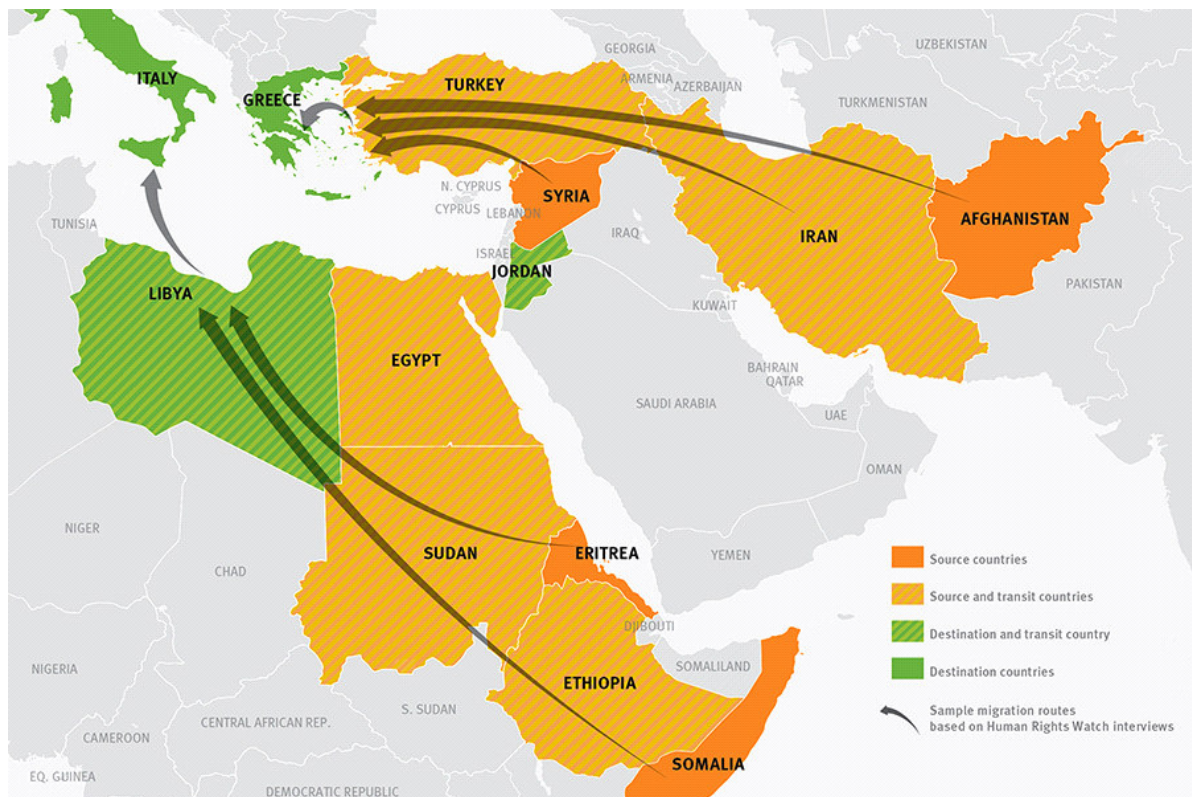 GEORGIA
UZBEKISTAN
ITALY
ARMENIA
AZERBAIJAN
TURKEY
GREECE
TURKMENISTAN
N. CYPRUS
SYRIA
CYPRUS
LEBANON
AFGHANISTAN
TUNISIA
IRAQ
IRAN
ISRAEL
JORDAN
PAKISTAN
LIBYA
KUWAIT
EGYPT
BAHRAIN
QATAR
SAUDI ARABIA
UAE
OMAN
NIGER
SUDAN
ERITREA
YEMEN
CHAD
DJIBOUTI
NIGERIA
SOMALILAND
ETHIOPIA
S. SUDAN
CENTRAL AFRICAN REP.
CAMEROON
SOMALIA
EQ. GUINEA
DEMOCRATIC REPUBLIC
Source countries
Source and transit countries
Destination and transit country
Destination countries
Sample migration routes
based on Human Rights Watch interviews